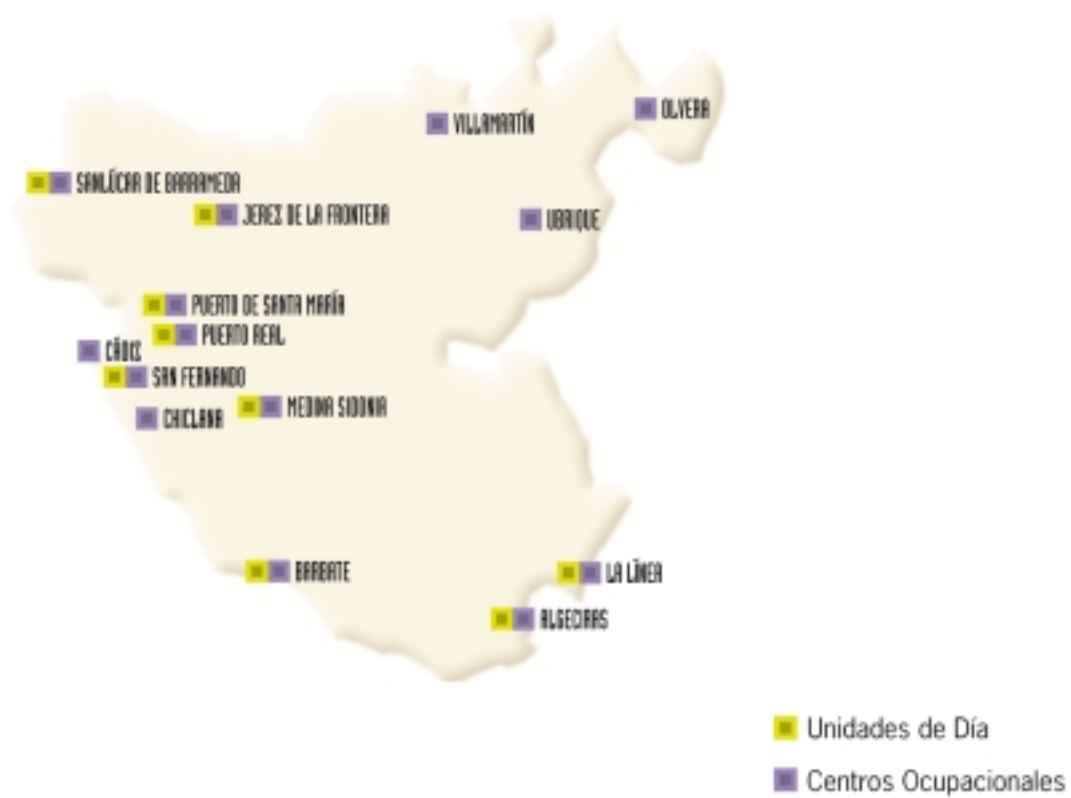 OLVERA
VILLAMARTÍN
SANLÚCAR DE BARRAMEDA
JEREZ DE LA FRONTERA
UBRIQUE
PUERTO DE SANTA MARÍA
PUERTO REAL
CÁDIZ
SAN FERNANDO
MEDINA SIDONIA
CHICLANA
BARBATE
LA LÍNEA
ALGECIRAS
Unidades de Día
Centros Ocupacionales